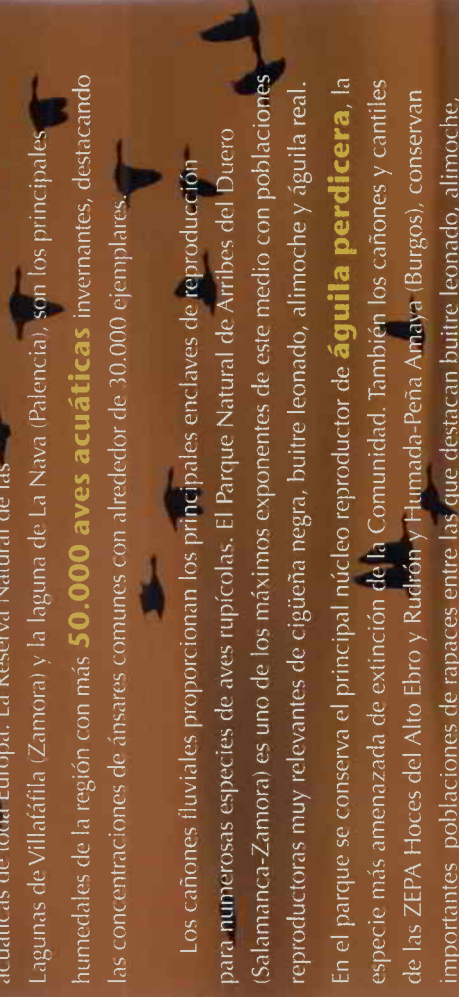 acuáticas de toda Europa. La Reserva Natural de las
Lagunas de Villafáfila (Zamora) y la laguna de La Nava (Palencia), son los principales
humedales de la región con más 50.000 aves acuáticas invernantes, destacando
las concentraciones de ánsares comunes con alrededor de 30.000 ejemplares.
Los cañones fluviales proporcionan los principales enclaves de reproducción
para numerosas especies de aves rupícolas. El Parque Natural de Arribes del Duero
(Salamanca-Zamora) es uno de los máximos exponentes de este medio con poblaciones
reproductoras muy relevantes de cigüeña negra, buitre leonado, alimoche y águila real.
En el parque se conserva el principal núcleo reproductor de águila perdicera, la
especie más amenazada de extinción de la Comunidad. También los cañones y cantiles
de las ZEPA Hoces del Alto Ebro y Rudrón y Humada-Peña Amaya (Burgos), conservan
importantes poblaciones de rapaces entre las que destacan buitre leonado, alimoche,